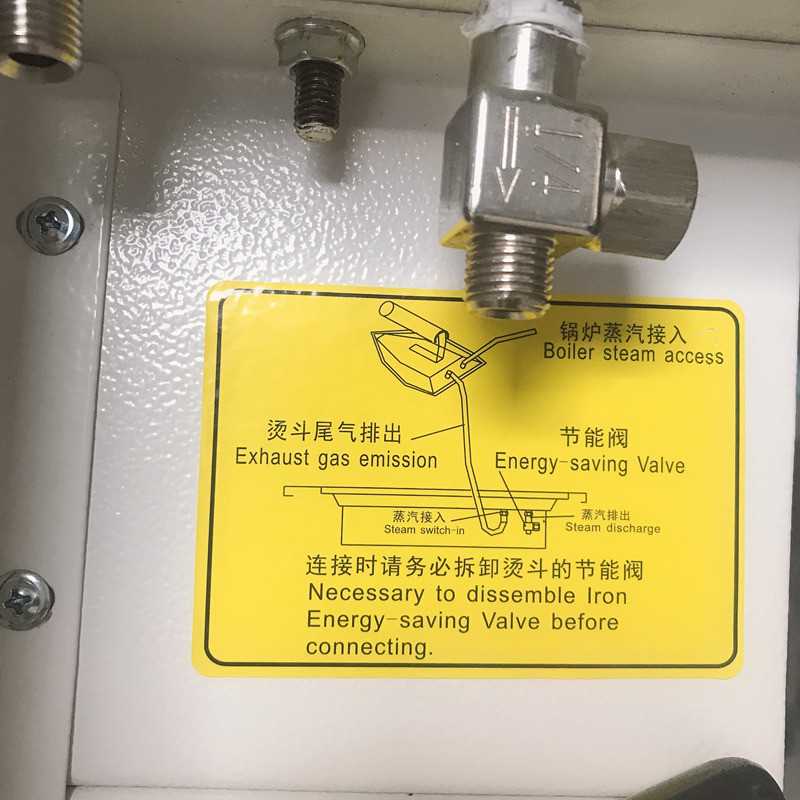 锅炉蒸汽接入
Boiler steam access
烫斗尾气排出
Exhaust gas emission
节能阀
Energy-saving Valve
蒸汽接入
Steam switch-in
蒸汽排出
Steam discharge
连接时请务必拆卸烫斗的节能阀
Necessary to dissemble Iron
Energy-saving Valve before
connecting.